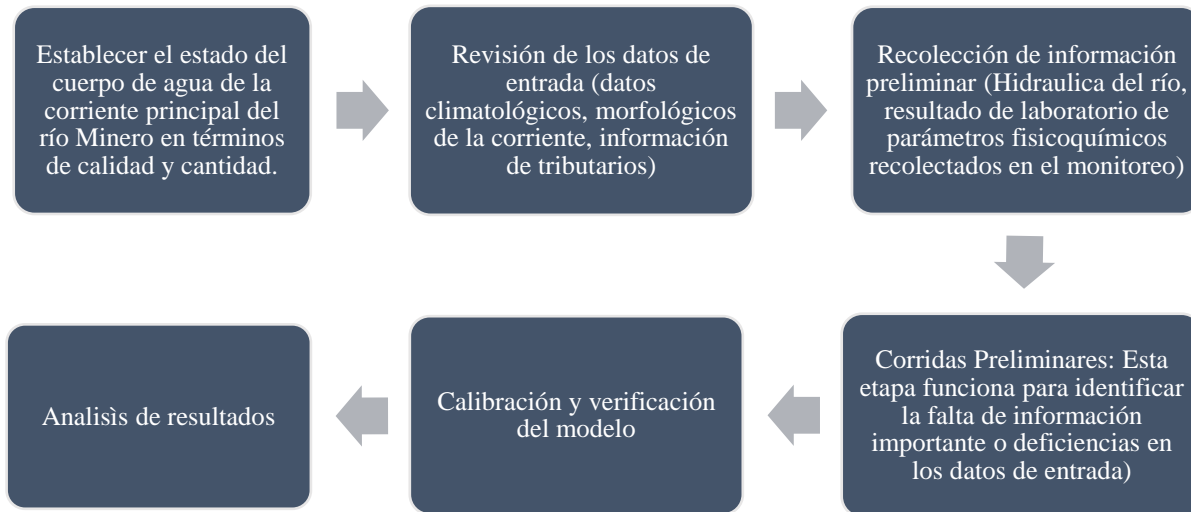 Establecer el estado del
cuerpo de agua de la
corriente principal del
río Minero en términos
de calidad y cantidad.
Revisión de los datos de
entrada (datos
climatológicos, morfológicos
de la corriente, información
de tributarios)
Recolección de información
preliminar (Hidraulica del río,
resultado de laboratorio de
parámetros fisicoquímicos
recolectados en el monitoreo)
Corridas Preliminares: Esta
etapa funciona para identificar
la falta de información
importante o deficiencias en
los datos de entrada)
Calibración y verificación
del modelo
Analisìs de resultados